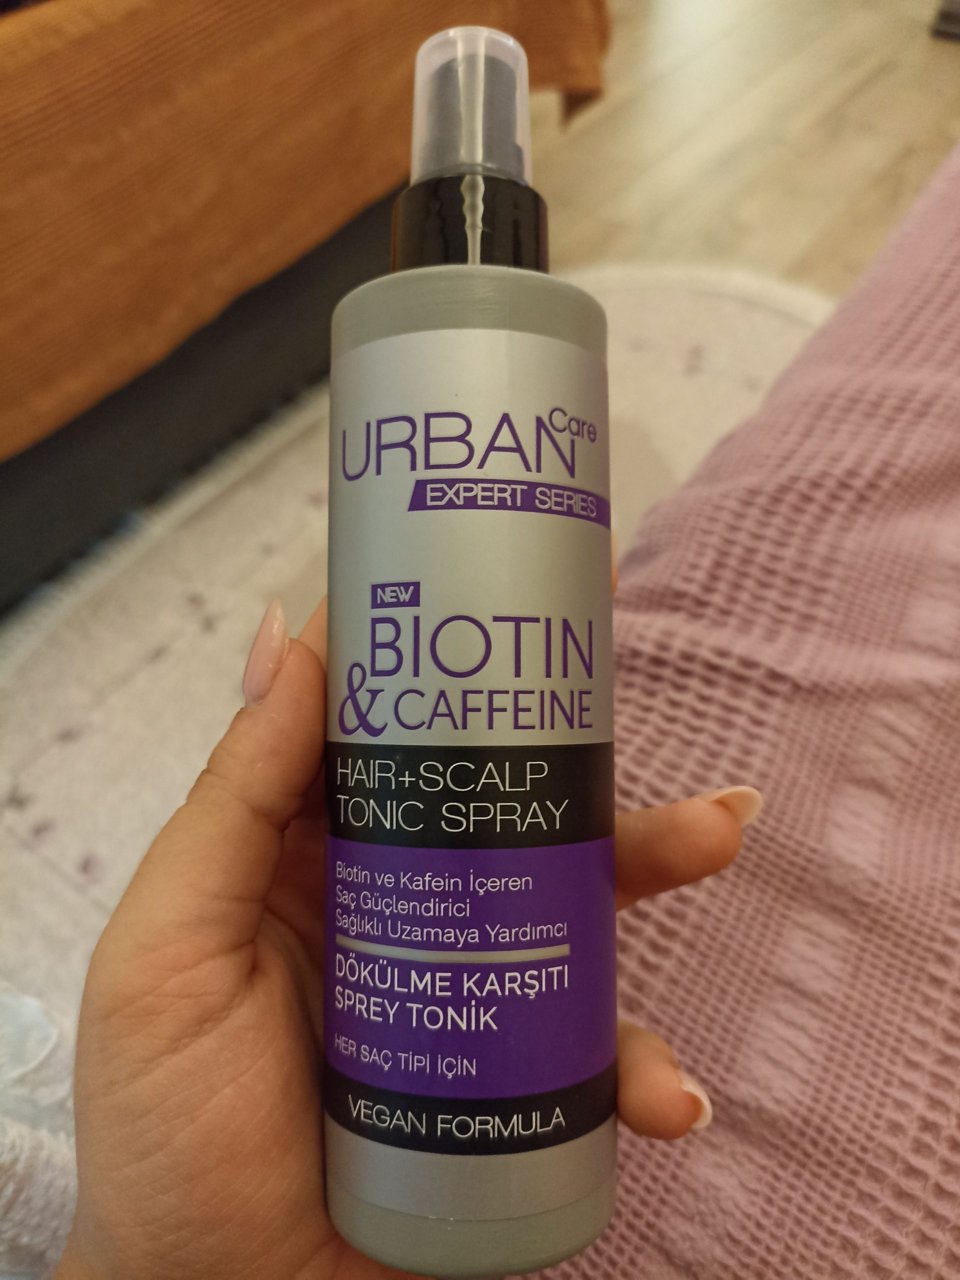 URBAN Care
EXPERT SERIES
NEW
BIOTIN
& CAFFEINE
HAIR+SCALP
TONIC SPRAY
Biotin ve Kafein İçeren
Saç Güçlendirici
Sağlıklı Uzamaya Yardımcı
DÖKÜLME KARŞITI
SPREY TONİK
HER SAÇ TİPİ İÇİN
VEGAN FORMULA